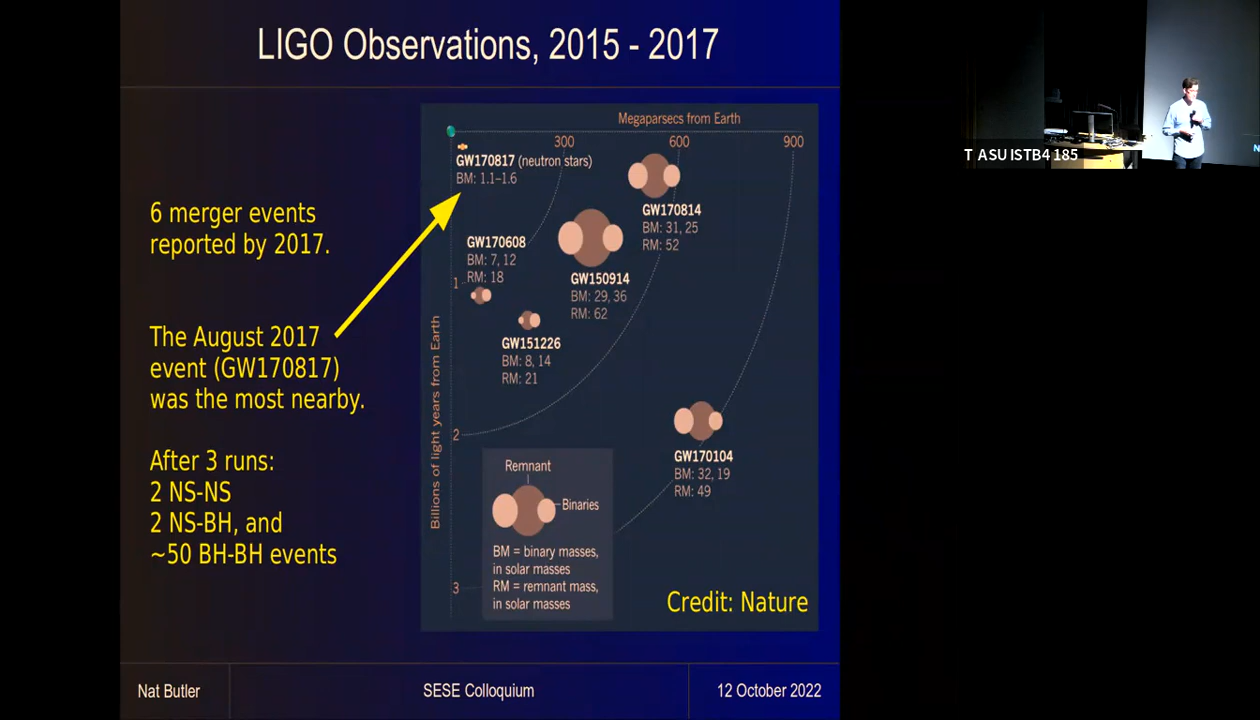 LIGO Observations, 2015 - 2017
6 merger events
reported by 2017.
The August 2017
event (GW170817)
was the most nearby.
After 3 runs:
2 NS-NS
2 NS-BH, and
~50 BH-BH events
Megaparsecs from Earth
300
600
900
GW170817 (neutron stars)
BM: 1.1–1.6
GW170814
BM: 31, 25
RM: 52
GW170608
BM: 7, 12
RM: 18
GW150914
BM: 29, 36
RM: 62
1
GW151226
BM: 8, 14
RM: 21
Billions of light years from Earth
2
GW170104
BM: 32, 19
RM: 49
Remnant
Binaries
BM = binary masses,
in solar masses
RM = remnant mass,
in solar masses
3
Credit: Nature
Nat Butler
SESE Colloquium
12 October 2022
T ASU ISTB4 185